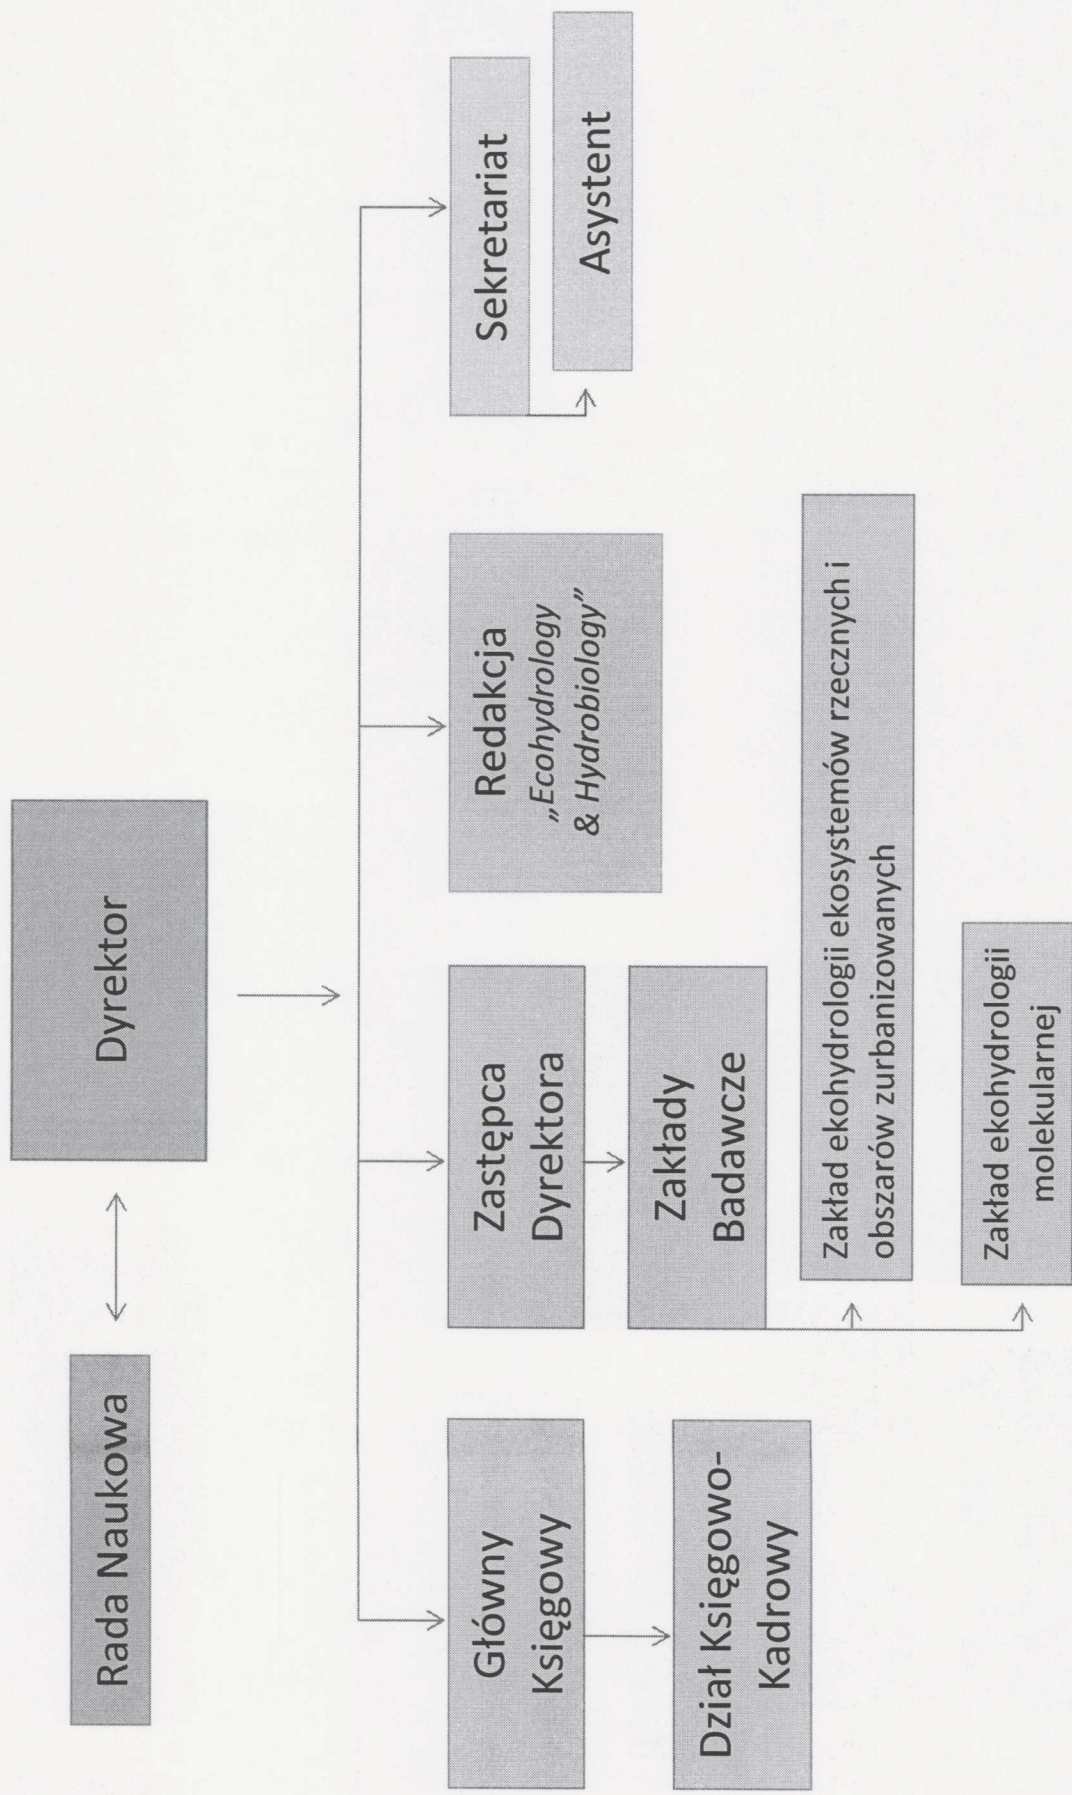 Rada Naukowa
Dyrektor
Główny
Księgowy
Dział Księgowo-
Kadrowy
Zastępca
Dyrektora
Zakłady
Badawcze
Zakład ekohydrologii ekosystemów rzecznych i
obszarów zurbanizowanych
Zakład ekohydrologii
molekularnej
Redakcja
„Ecohydrology
& Hydrobiology”
Sekretariat
Asystent